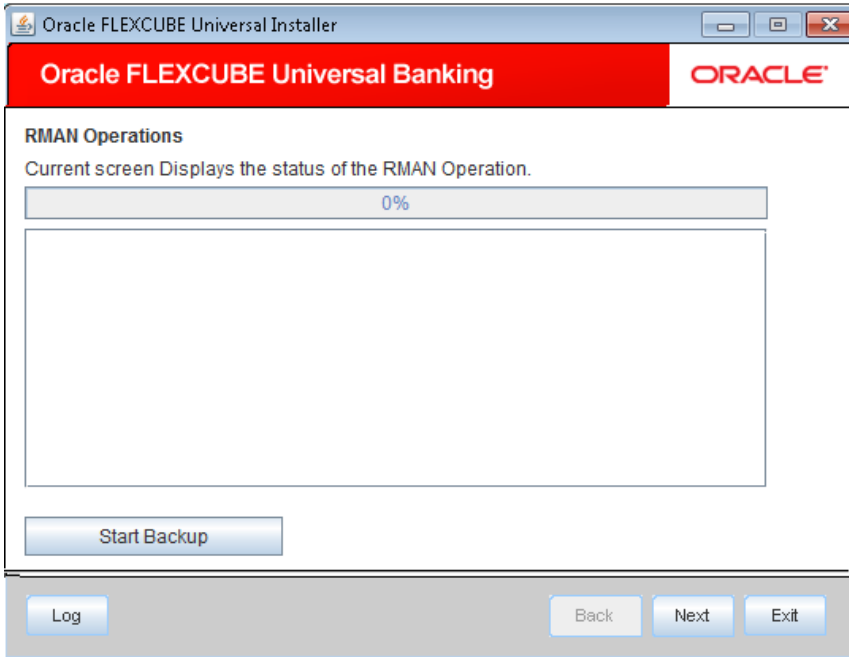 Oracle FLEXCUBE Universal Installer
Oracle FLEXCUBE Universal Banking
ORACLE
RMAN Operations
Current screen Displays the status of the RMAN Operation.
0%
Start Backup
Log
Back
Next
Exit